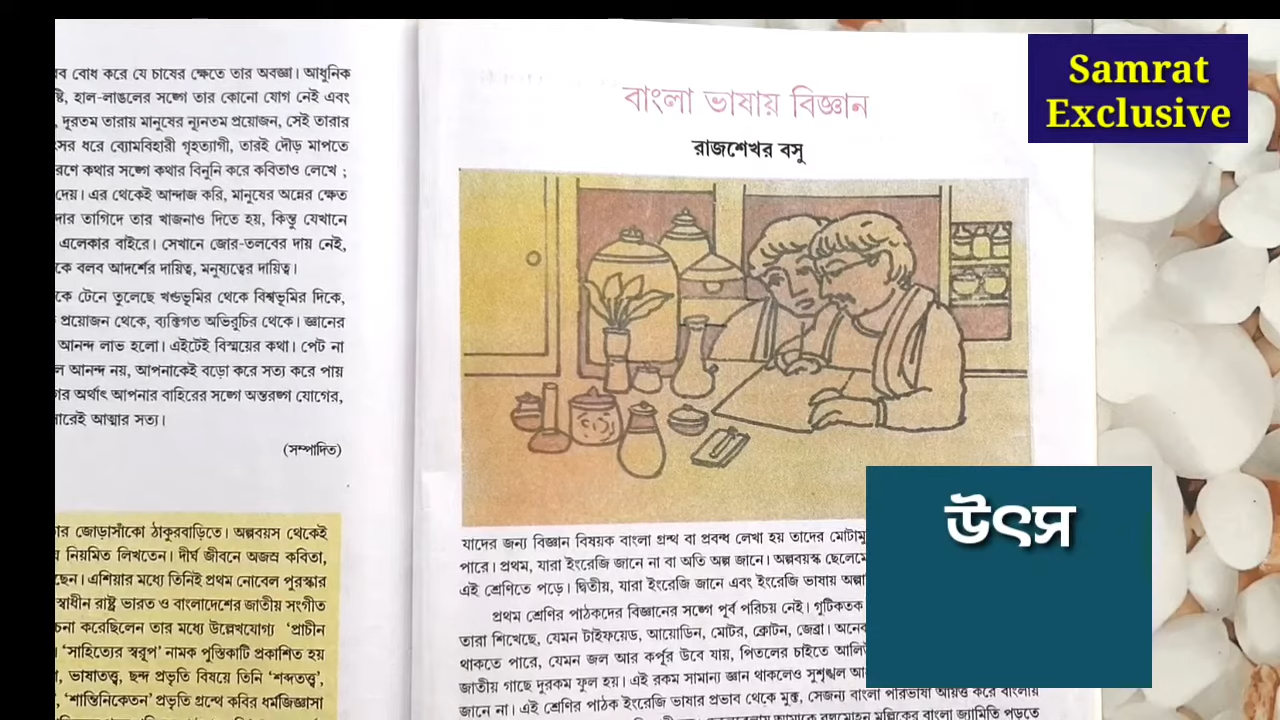 বোধ করে যে চাষের ক্ষেতে তার অবজ্ঞা। আধুনিক
হাল-লাঙলের সঙ্গে তার কোনো যোগ নেই এবং
দূরতম তারায় মানুষের ন্যূনতম প্রয়োজন, সেই তারার
ধরে ব্যোমবিহারী গৃহত্যাগী, তারই দৌড় মাপতে
কথার সঙ্গে কথার বিনুনি করে কবিতাও লেখে ;
দেয়। এর থেকেই আন্দাজ করি, মানুষের অন্নের ক্ষেত
তাগিদে তার খাজনাও দিতে হয়, কিন্তু যেখানে
এলেকার বাইরে। সেখানে জোর-তলবের দায় নেই,
বলব আদর্শের দায়িত্ব, মনুষ্যত্বের দায়িত্ব।
টেনে তুলেছে খণ্ডভূমির থেকে বিশ্বভূমির দিকে,
প্রয়োজন থেকে, ব্যক্তিগত অভিরুচির থেকে। জ্ঞানের
আনন্দ লাভ হলো। এইটেই বিস্ময়ের কথা। পেট না
আনন্দ নয়, আপনাকেই বড়ো করে সত্য করে পায়
অর্থাৎ আপনার বাহিরের সঙ্গে অন্তরঙ্গ যোগের,
আত্মার সত্য।
(সম্পাদিত)
জোড়াসাঁকো ঠাকুরবাড়িতে। অল্পবয়স থেকেই
নিয়মিত লিখতেন। দীর্ঘ জীবনে অজস্র কবিতা,
এশিয়ার মধ্যে তিনিই প্রথম নোবেল পুরস্কার
স্বাধীন রাষ্ট্র ভারত ও বাংলাদেশের জাতীয় সংগীত
করেছিলেন তার মধ্যে উল্লেখযোগ্য ‘প্রাচীন
‘সাহিত্যের স্বরূপ’ নামক পুস্তিকাটি প্রকাশিত হয়
ভাষাতত্ত্ব, ছন্দ প্রভৃতি বিষয়ে তিনি ‘শব্দতত্ত্ব’,
‘শান্তিনিকেতন’ প্রভৃতি গ্রন্থে কবির ধর্মজিজ্ঞাসা
বাংলা ভাষায় বিজ্ঞান
রাজশেখর বসু
যাদের জন্য বিজ্ঞান বিষয়ক বাংলা গ্রন্থ বা প্রবন্ধ লেখা হয় তাদের
পারে। প্রথম, যারা ইংরেজি জানে না বা অতি অল্প জানে। অল্পবয়স্ক
এই শ্রেণিতে পড়ে। দ্বিতীয়, যারা ইংরেজি জানে এবং ইংরেজি ভাষায়
প্রথম শ্রেণির পাঠকদের বিজ্ঞানের সঙ্গে পূর্ব পরিচয় নেই। গুটিকতক
তারা শিখেছে, যেমন টাইফয়েড, আয়োডিন, মোটর, ক্রোটন, জেব্রা।
থাকতে পারে, যেমন জল আর কর্পূর উবে যায়, পিতলের চাইতে
জাতীয় গাছে দুরকম ফুল হয়। এই রকম সামান্য জ্ঞান থাকলেও সুশৃঙ্খল
জানে না। এই শ্রেণির পাঠক ইংরেজি ভাষার প্রভাব থেকে মুক্ত, সেজন্য বাংলা পরিভাষা আয়ত্ত করে বাংলায়
আমাকে ব্রহ্মমোহন মল্লিকের বাংলা জ্যামিতি পড়তে
Samrat
Exclusive
উৎস